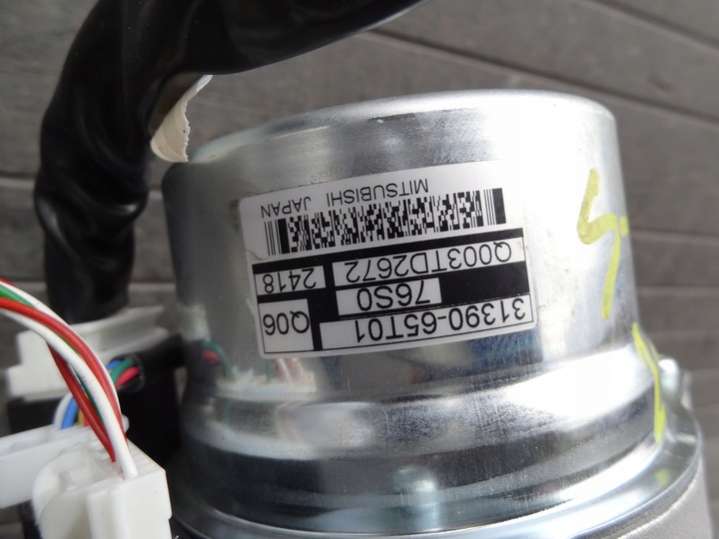 31390-65T01
76S0 Q06
Q003TD2672 2418
MITSUBISHI JAPAN